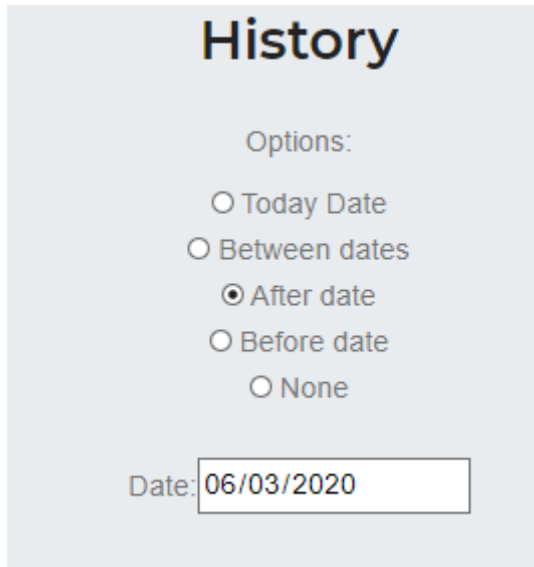 History
Options:
Today Date
Between dates
After date
Before date
None
Date: 06/03/2020